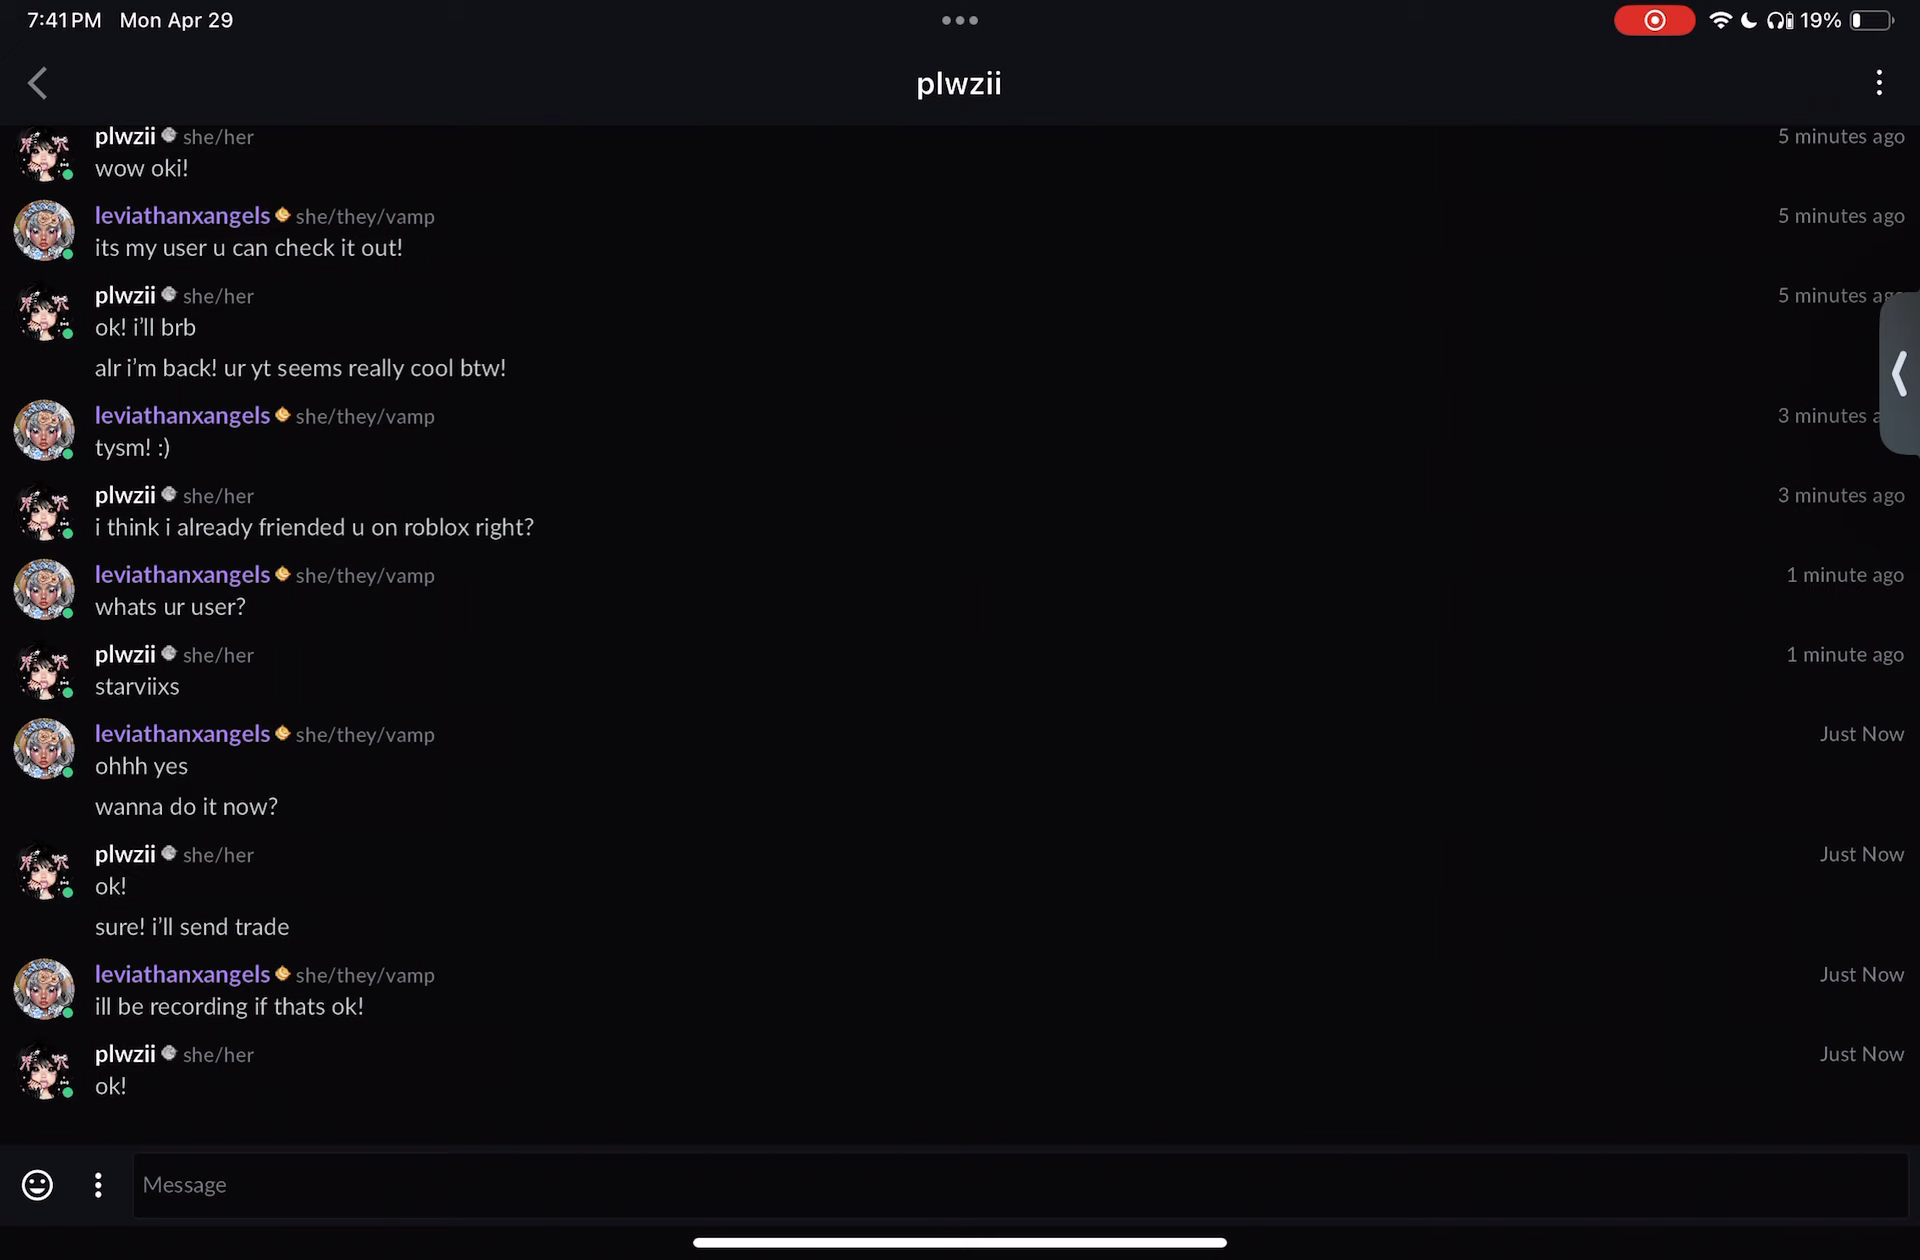 7:41 PM Mon Apr 29
19%
plwzii
plwzii she/her 5 minutes ago
wow oki!
leviathanxangels she/they/vamp 5 minutes ago
its my user u can check it out!
plwzii she/her 5 minutes ago
ok! i’ll brb
alr i’m back! ur yt seems really cool btw!
leviathanxangels she/they/vamp 3 minutes
tysm! :)
plwzii she/her 3 minutes ago
i think i already friended u on roblox right?
leviathanxangels she/they/vamp 1 minute ago
whats ur user?
plwzii she/her 1 minute ago
starviixs
leviathanxangels she/they/vamp Just Now
ohhh yes
wanna do it now?
plwzii she/her Just Now
ok!
sure! i’ll send trade
leviathanxangels she/they/vamp Just Now
ill be recording if thats ok!
plwzii she/her Just Now
ok!
Message